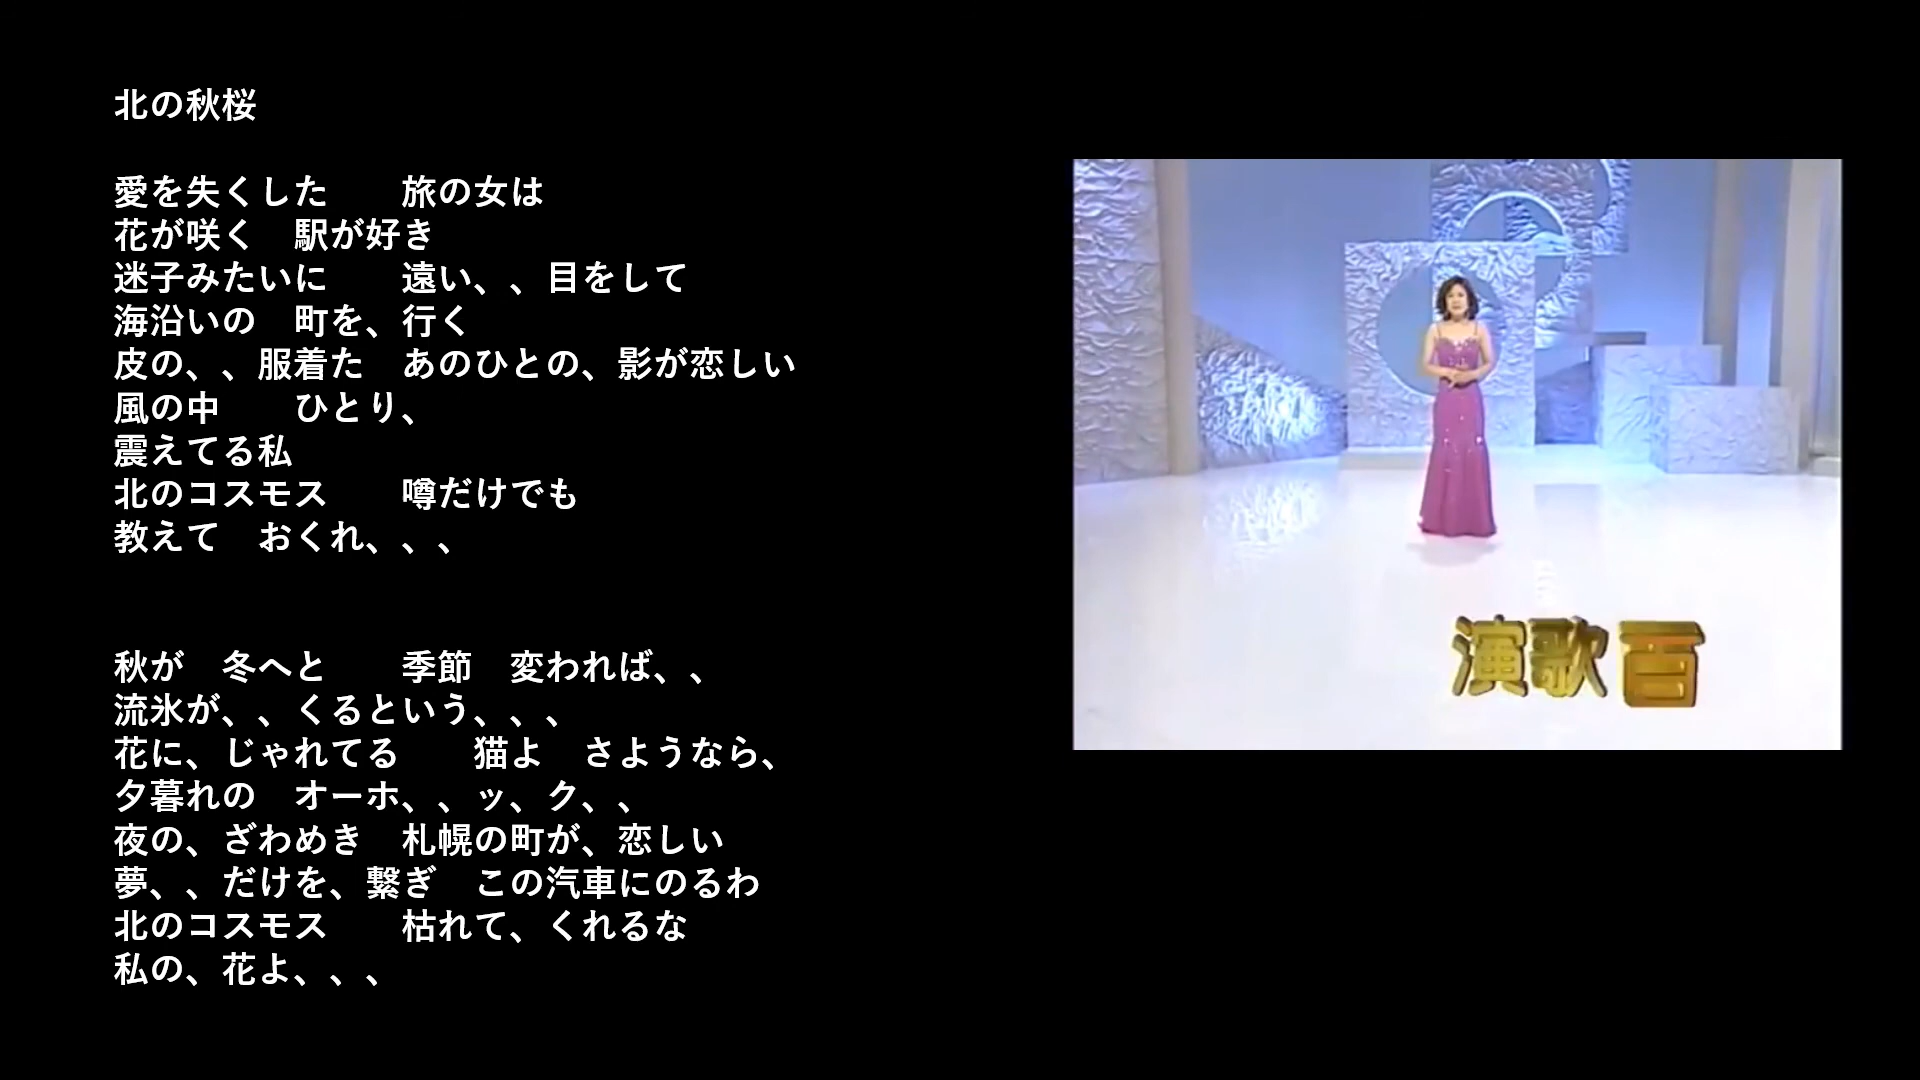 北の秋桜
愛を失くした　　旅の女は
花が咲く　駅が好き
迷子みたいに　　遠い、、目をして
海沿いの　町を、行く
皮の、、服着た　あのひとの、影が恋しい
風の中　　ひとり、
震えてる私
北のコスモス　　噂だけでも
教えて　おくれ、、、
秋が　冬へと　　季節　変われば、、
流氷が、、くるという、、、
花に、じゃれてる　　猫よ　さようなら、
夕暮れの　オーホ、、ッ、ク、、
夜の、ざわめき　札幌の町が、恋しい
夢、、だけを、繋ぎ　この汽車にのるわ
北のコスモス　　枯れて、くれるな
私の、花よ、、、
演歌百